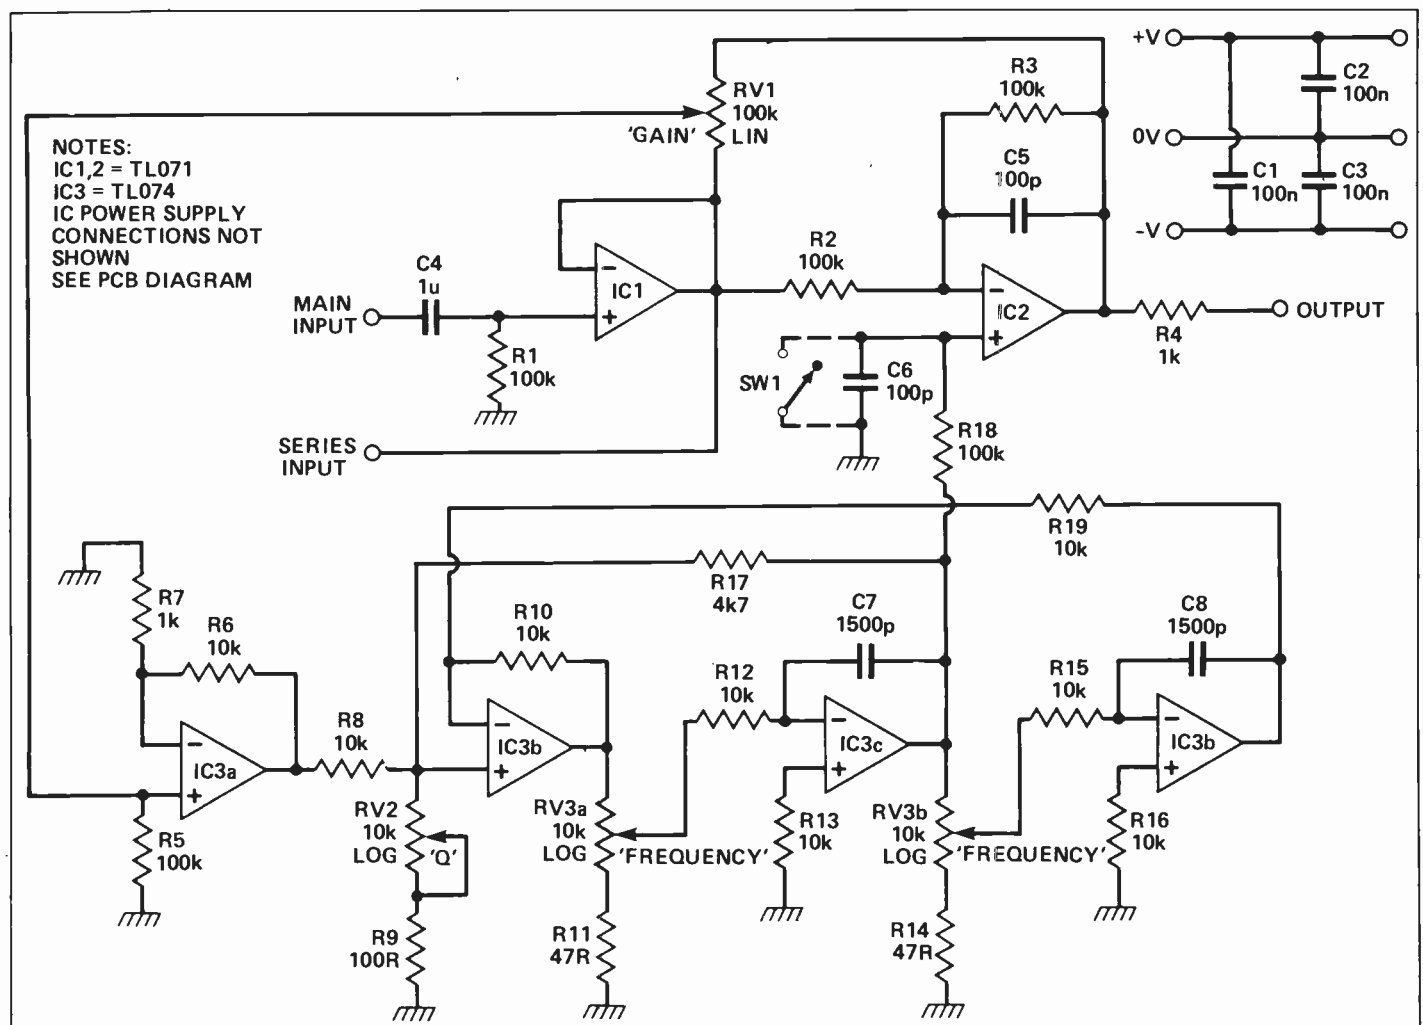 NOTES:
IC1,2 = TL071
IC3 = TL074
IC POWER SUPPLY
CONNECTIONS NOT
SHOWN
SEE PCB DIAGRAM
RV1
100k
LIN
'GAIN'
R3
100k
C5
100p
+V
0V
-V
C2
100n
C1
100n
C3
100n
MAIN
INPUT
C4
1u
R1
100k
IC1
R2
100k
IC2
R4
1k
OUTPUT
SW1
C6
100p
SERIES
INPUT
R18
100k
R19
10k
R17
4k7
R7
1k
R6
10k
R10
10k
C7
1500p
C8
1500p
R12
10k
R15
10k
R8
10k
IC3a
IC3b
IC3c
IC3b
R5
100k
RV2
10k
LOG
'Q'
RV3a
10k
LOG
'FREQUENCY'
R13
10k
RV3b
10k
LOG
'FREQUENCY'
R16
10k
R9
100R
R11
47R
R14
47R
−
+
−
+
−
+
−
+
−
+
−
+